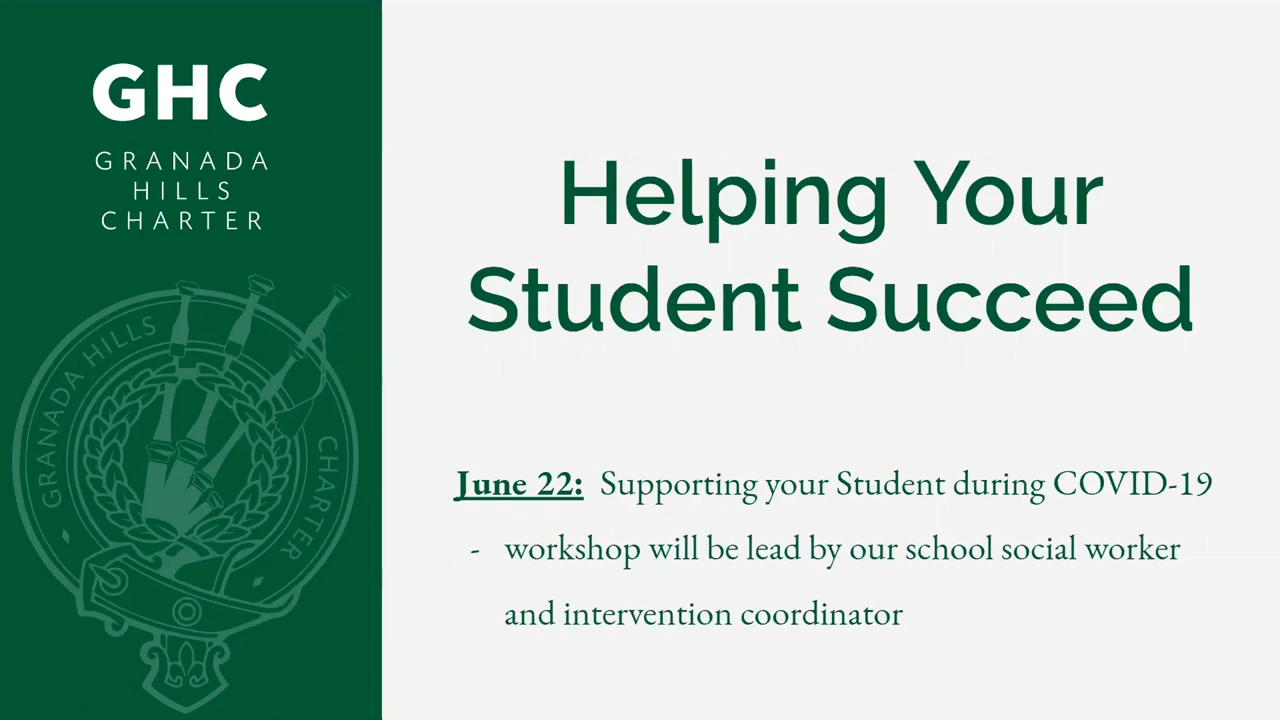 GHC
GRANADA
HILLS
CHARTER
GRANADA HILLS
CHARTER
Helping Your
Student Succeed
June 22: Supporting your Student during COVID-19
- workshop will be lead by our school social worker
and intervention coordinator